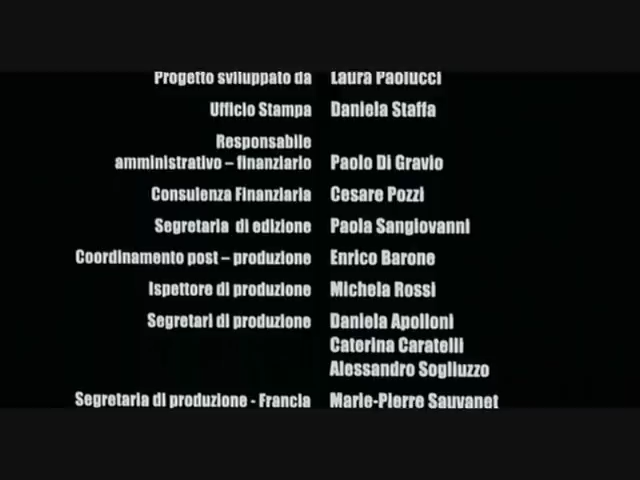 Progetto sviluppato da Laura Paolucci
Ufficio Stampa Daniela Staffa
Responsabile
amministrativo – finanziario Paolo Di Gravio
Consulenza Finanziaria Cesare Pozzi
Segretaria di edizione Paola Sangiovanni
Coordinamento post – produzione Enrico Barone
Ispettore di produzione Michela Rossi
Segretari di produzione Daniela Apolloni
Caterina Caratelli
Alessandro Sogliuzzo
Segretaria di produzione - Francia Marie-Pierre Sauvanet